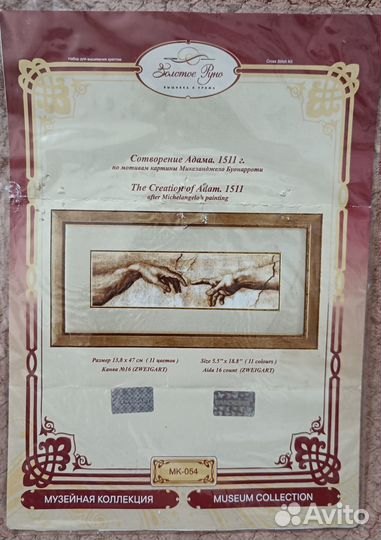 Набор для вышивания крестом
Cross Stitch Kit
Золотое Руно
ВЫШИВКА И ПРЯЖА
Сотворение Адама. 1511 г.
по мотивам картины Микеланджело Буонарроти
The Creation of Adam. 1511
after Michelangelo's painting
Размер 13,8 x 47 см ( 11 цветов )
Канва №16 (ZWEIGART)
Size 5.5" x 18.8" ( 11 colours )
Aida 16 count (ZWEIGART)
МК-054
МУЗЕЙНАЯ КОЛЛЕКЦИЯ
MUSEUM COLLECTION
Avito